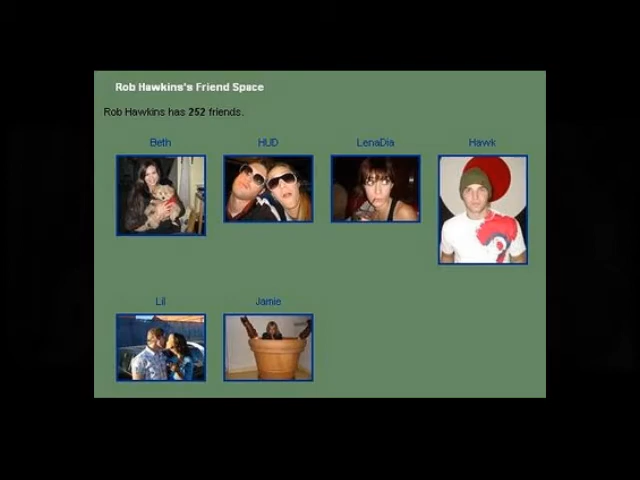 Rob Hawkins's Friend Space
Rob Hawkins has 252 friends.
Beth HUD LenaDia Hawk
Lil Jamie